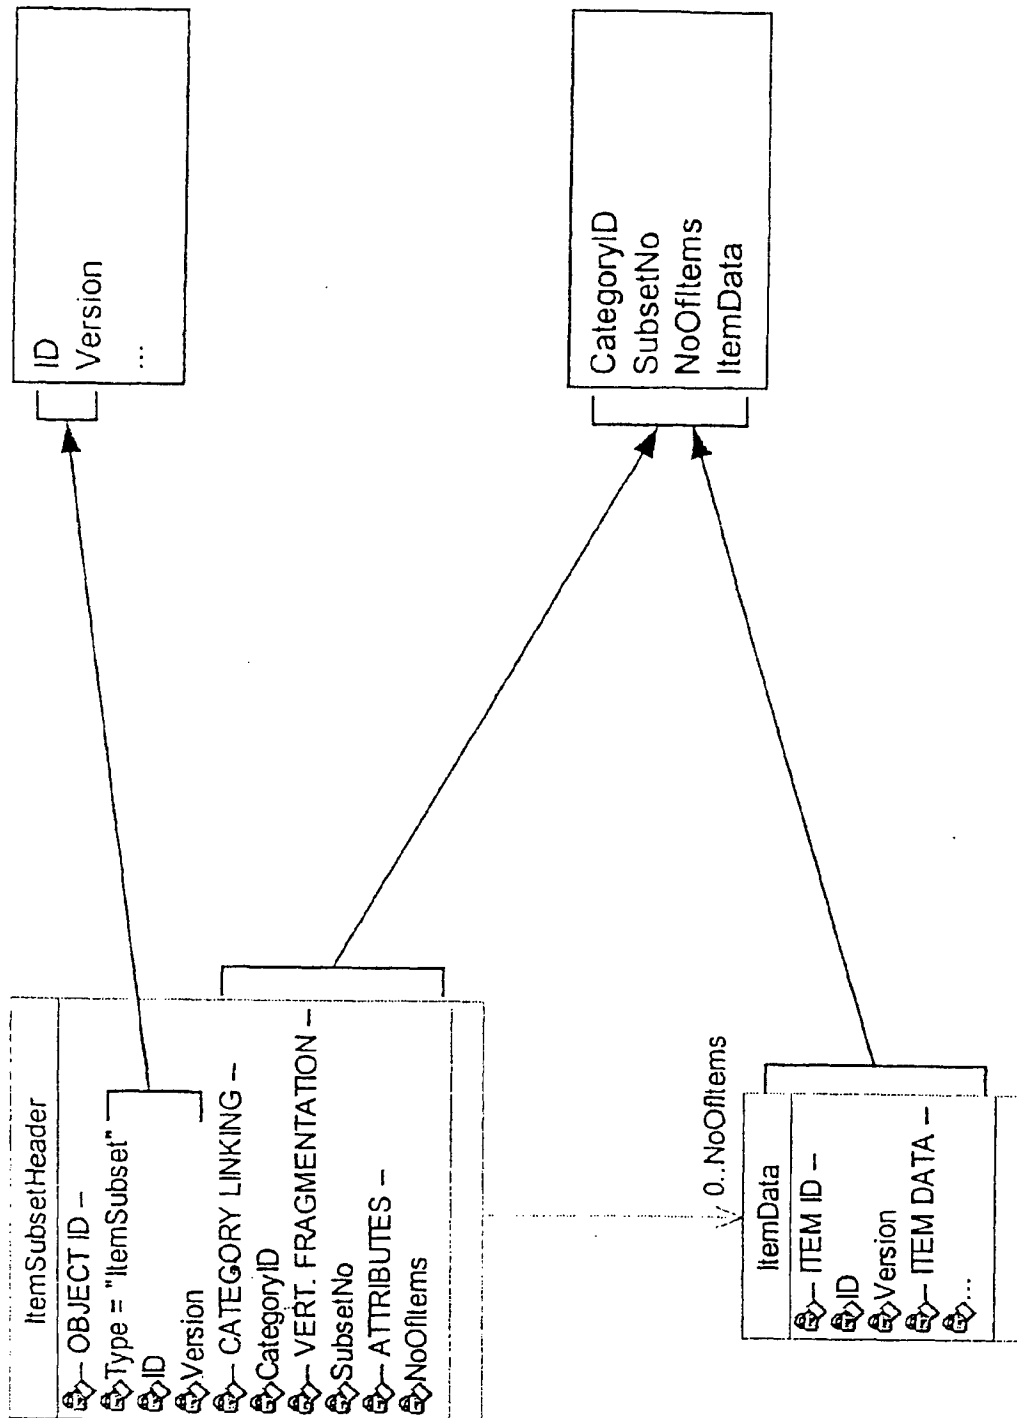 ItemSubsetHeader
– OBJECT ID –
Type = "ItemSubset"
ID
Version
– CATEGORY LINKING –
CategoryID
– VERT. FRAGMENTATION –
SubsetNo
– ATTRIBUTES –
NoOfItems
0..NoOfItems
ItemData
– ITEM ID –
ID
Version
– ITEM DATA –
...
ID
Version
...
CategoryID
SubsetNo
NoOfItems
ItemData